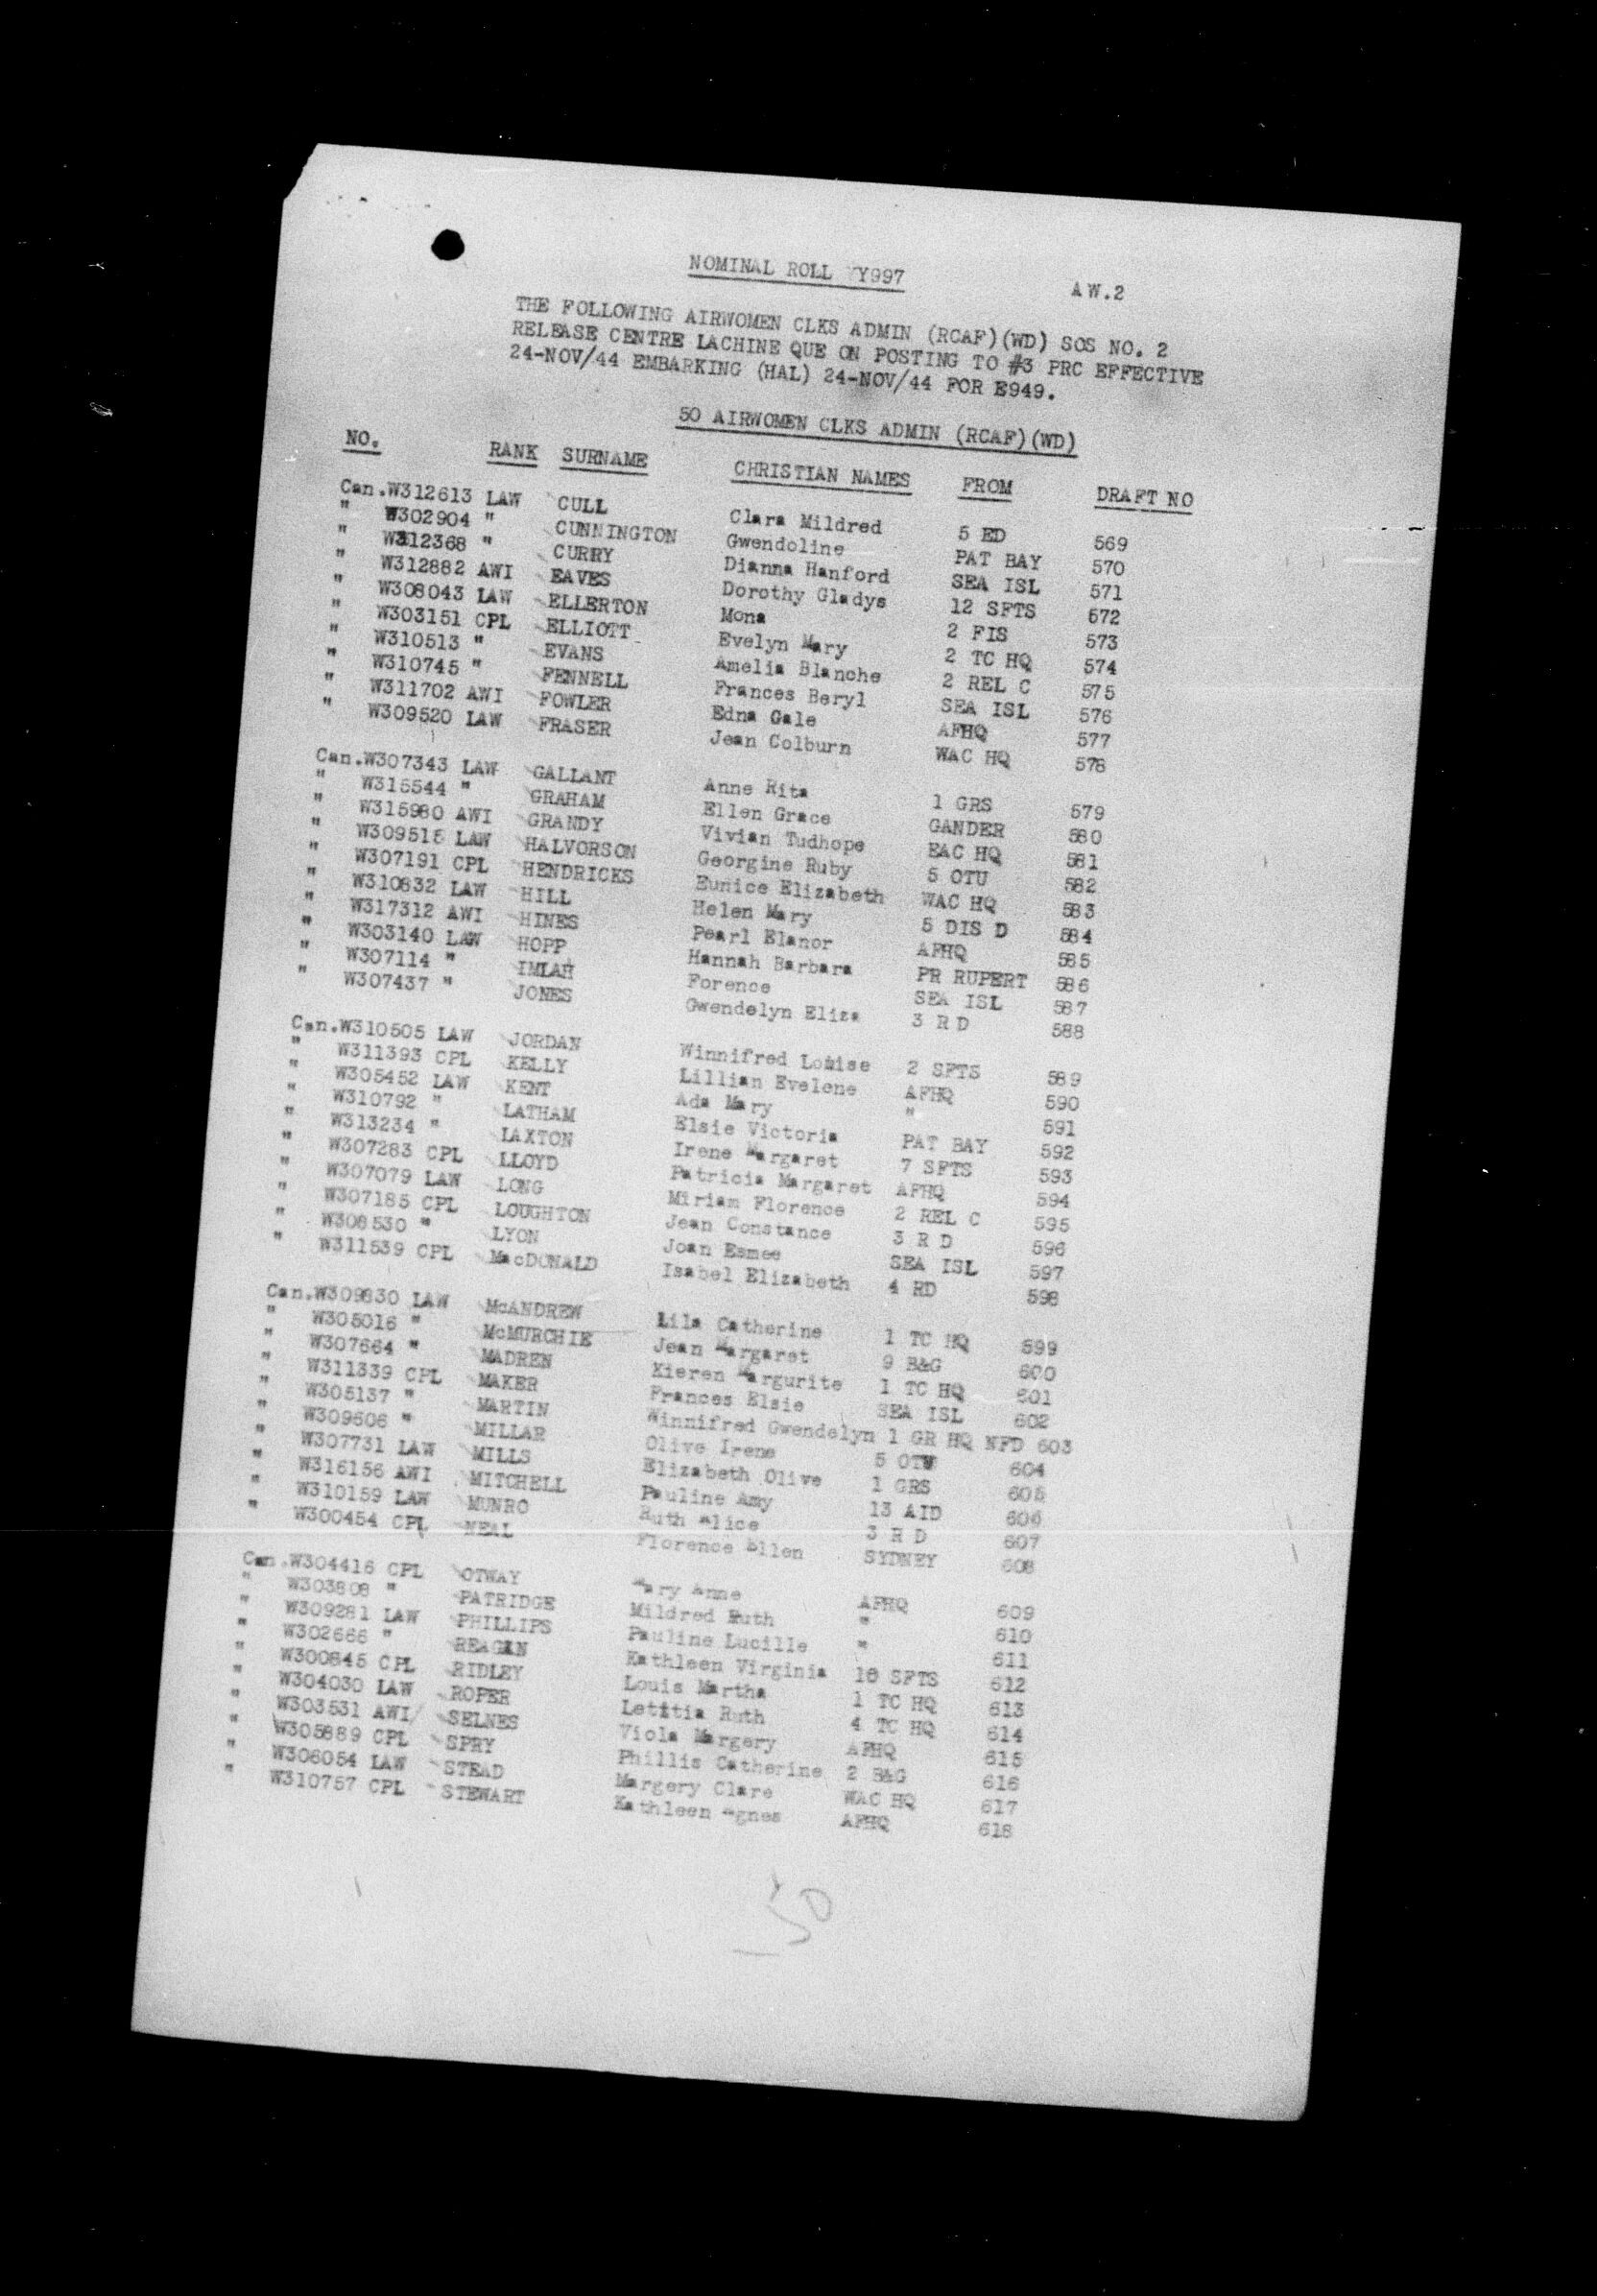 NOMINAL ROLL Y997
AW.2
THE FOLLOWING AIRWOMEN CLKS ADMIN (RCAF)(WD) SOS NO. 2
RELEASE CENTRE LACHINE QUE ON POSTING TO #3 PRC EFFECTIVE
24-NOV/44 EMBARKING (HAL) 24-NOV/44 FOR E949.
50 AIRWOMEN CLKS ADMIN (RCAF)(WD)
NO. RANK SURNAME CHRISTIAN NAMES FROM DRAFT NO
Can.W312613 LAW CULL Clara Mildred 5 ED 569
" W302904 " CUNNINGTON Gwendoline PAT BAY 570
" W312368 " CURRY Dianna Hanford SEA ISL 571
" W312882 AWI EAVES Dorothy Gladys 12 SFTS 572
" W308043 LAW ELLERTON Mona 2 FIS 573
" W303151 CPL ELLIOTT Evelyn Mary 2 TC HQ 574
" W310513 " EVANS Amelia Blanche 2 REL C 575
" W310745 " FENNELL Frances Beryl SEA ISL 576
" W311702 AWI FOWLER Edna Gale AFHQ 577
" W309520 LAW FRASER Jean Colburn WAC HQ 578
Can.W307343 LAW GALLANT Anne Rita 1 GRS 579
" W315544 " GRAHAM Ellen Grace GANDER 580
" W315980 AWI GRANDY Vivian Tudhope EAC HQ 581
" W309518 LAW HALVORSON Georgine Ruby 5 OTU 582
" W307191 CPL HENDRICKS Eunice Elizabeth WAC HQ 583
" W310832 LAW HILL Helen Mary 5 DIS D 584
" W317312 AWI HINES Pearl Elanor AFHQ 585
" W303140 LAW HOPP Hannah Barbara PR RUPERT 586
" W307114 " IMLAH Forence SEA ISL 587
" W307437 " JONES Gwendelyn Eliza 3 R D 588
Can.W310505 LAW JORDAN Winnifred Louise 2 SFTS 589
" W311393 CPL KELLY Lillian Evelene AFHQ 590
" W305452 LAW KENT Ada Mary " 591
" W310792 " LATHAM Elsie Victoria PAT BAY 592
" W313234 " LAXTON Irene Margaret 7 SFTS 593
" W307283 CPL LLOYD Patricia Margaret AFHQ 594
" W307079 LAW LONG Miriam Florence 2 REL C 595
" W307185 CPL LOUGHTON Jean Constance 3 R D 596
" W308530 " LYON Joan Esmee SEA ISL 597
" W311539 CPL MacDONALD Isabel Elizabeth 4 RD 598
Can.W309830 LAW McANDREW Lila Catherine 1 TC HQ 599
" W305016 " McMURCHIE Jean Margaret 9 B&G 600
" W307664 " MADREN Kieren Margurite 1 TC HQ 601
" W311339 CPL MAKER Frances Elsie SEA ISL 602
" W305137 " MARTIN Winnifred Gwendelyn 1 GR HQ NFD 603
" W309606 " MILLAR Olive Irene 5 OTU 604
" W307731 LAW MILLS Elizabeth Olive 1 GRS 605
" W316156 AWI MITCHELL Pauline Amy 13 AID 606
" W310159 LAW MUNRO Ruth Alice 3 R D 607
" W300454 CPL NEAL Florence Ellen SYDNEY 608
Can.W304416 CPL OTWAY Mary Anne AFHQ 609
" W303808 " PATRIDGE Mildred Ruth " 610
" W309281 LAW PHILLIPS Pauline Lucille " 611
" W302666 " REAGAN Kathleen Virginia 10 SFTS 612
" W300845 CPL RIDLEY Louis Martha 1 TC HQ 613
" W304030 LAW ROPER Letitia Ruth 4 TC HQ 614
" W303531 AWI SELNES Viola Margery AFHQ 615
" W305889 CPL SPRY Phillis Catherine 2 B&G 616
" W306054 LAW STEAD Margery Clare WAC HQ 617
" W310757 CPL STEWART Kathleen Agnes AFHQ 618
50